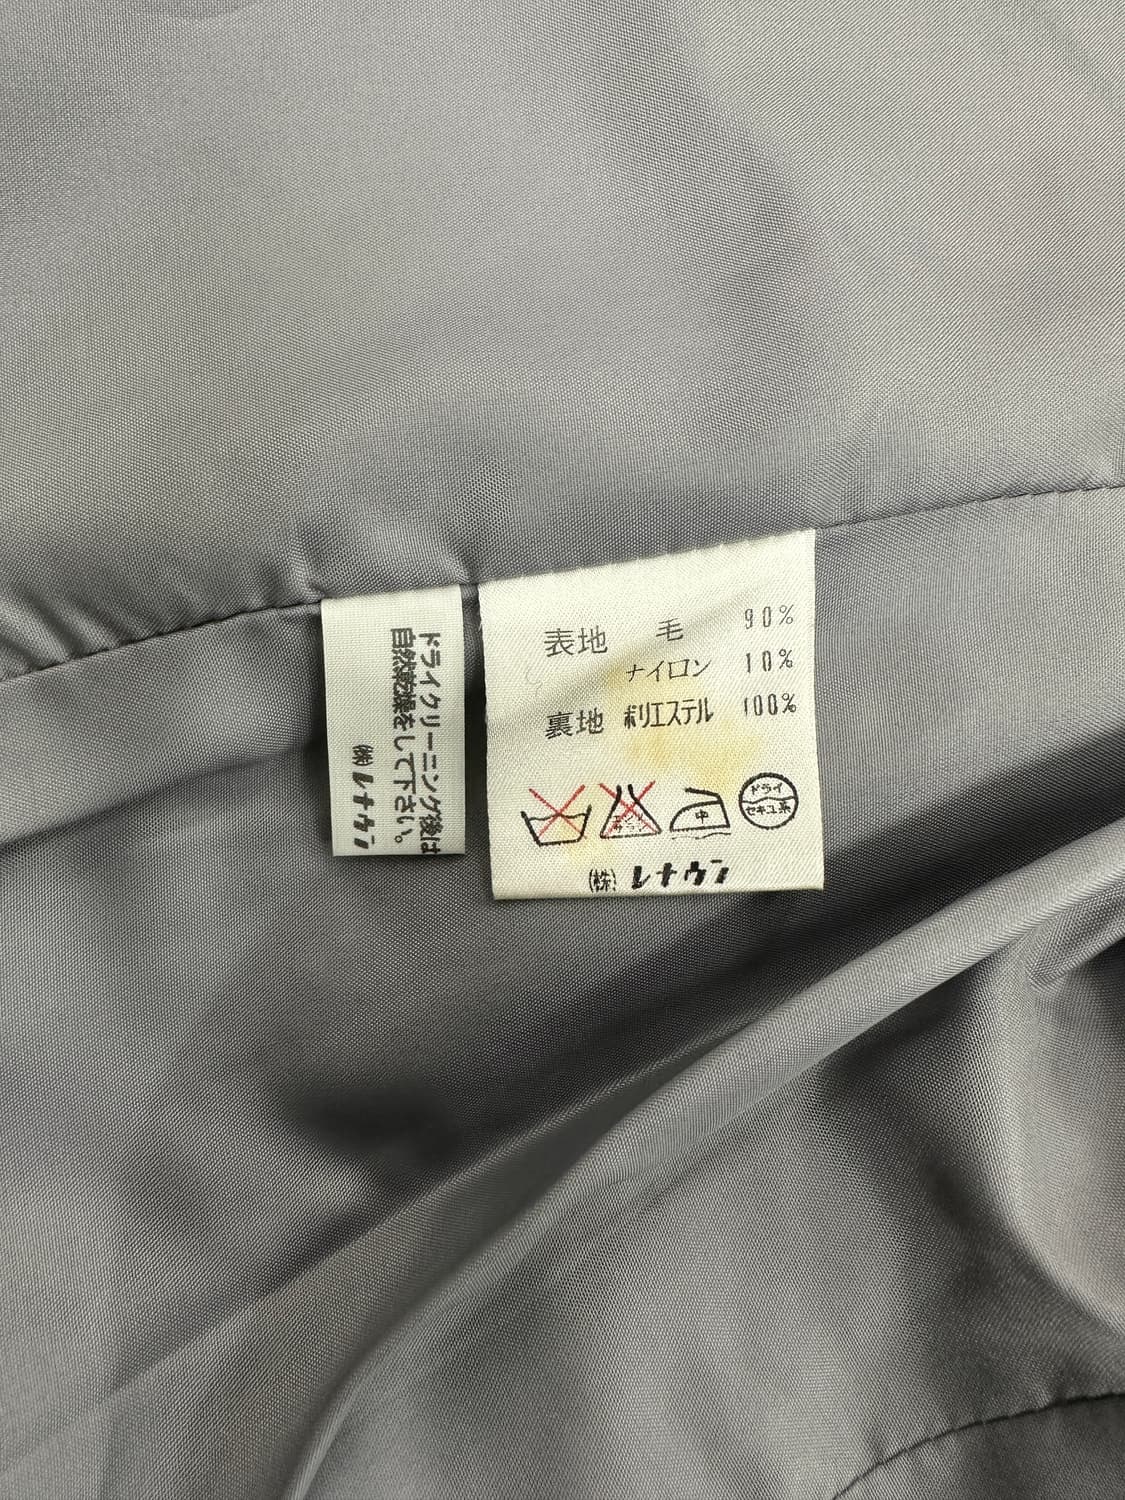 ドライクリーニング後は
自然乾燥をして下さい。
(株)レナウン
表地 毛 90%
ナイロン 10%
裏地 ポリエステル 100%
中
ドライ
セキユ系
(株)レナウン